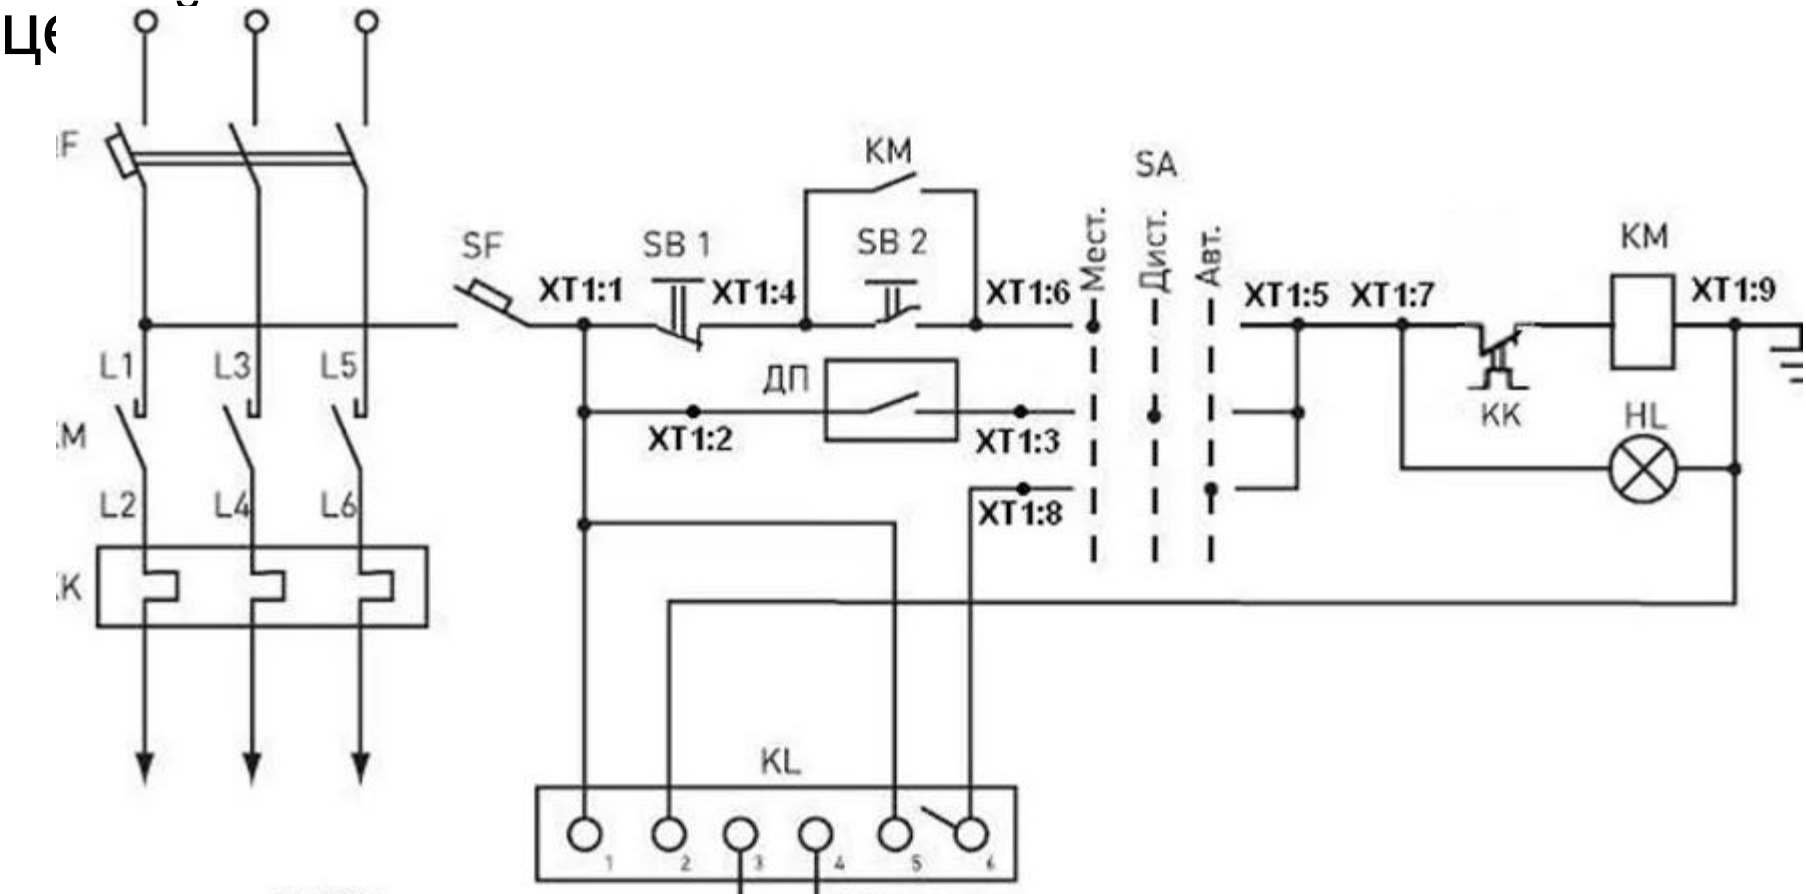 це
F
KM
SA
SF
SB 1
SB 2
KM
XT1:1
XT1:4
XT1:6
Мест.
Дист.
Авт.
XT1:5
XT1:7
XT1:9
L1
L3
L5
ДП
KK
HL
M
XT1:2
XT1:3
L2
L4
L6
XT1:8
K
KL
1
2
3
4
5
6